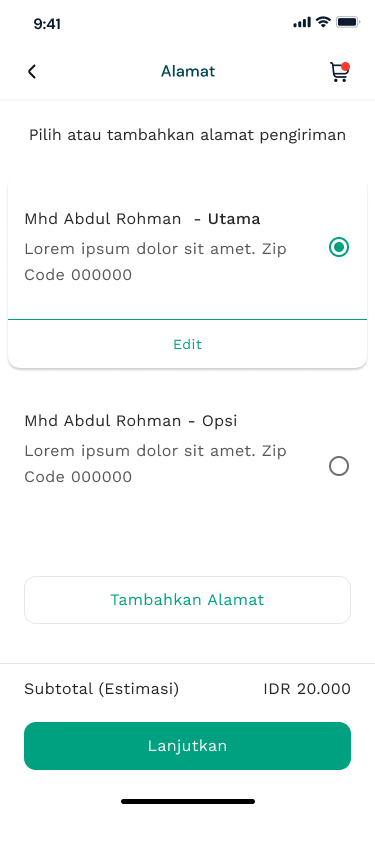 9:41
Alamat
Pilih atau tambahkan alamat pengiriman
Mhd Abdul Rohman - Utama
Lorem ipsum dolor sit amet. Zip
Code 000000
Edit
Mhd Abdul Rohman - Opsi
Lorem ipsum dolor sit amet. Zip
Code 000000
Tambahkan Alamat
Subtotal (Estimasi) IDR 20.000
Lanjutkan